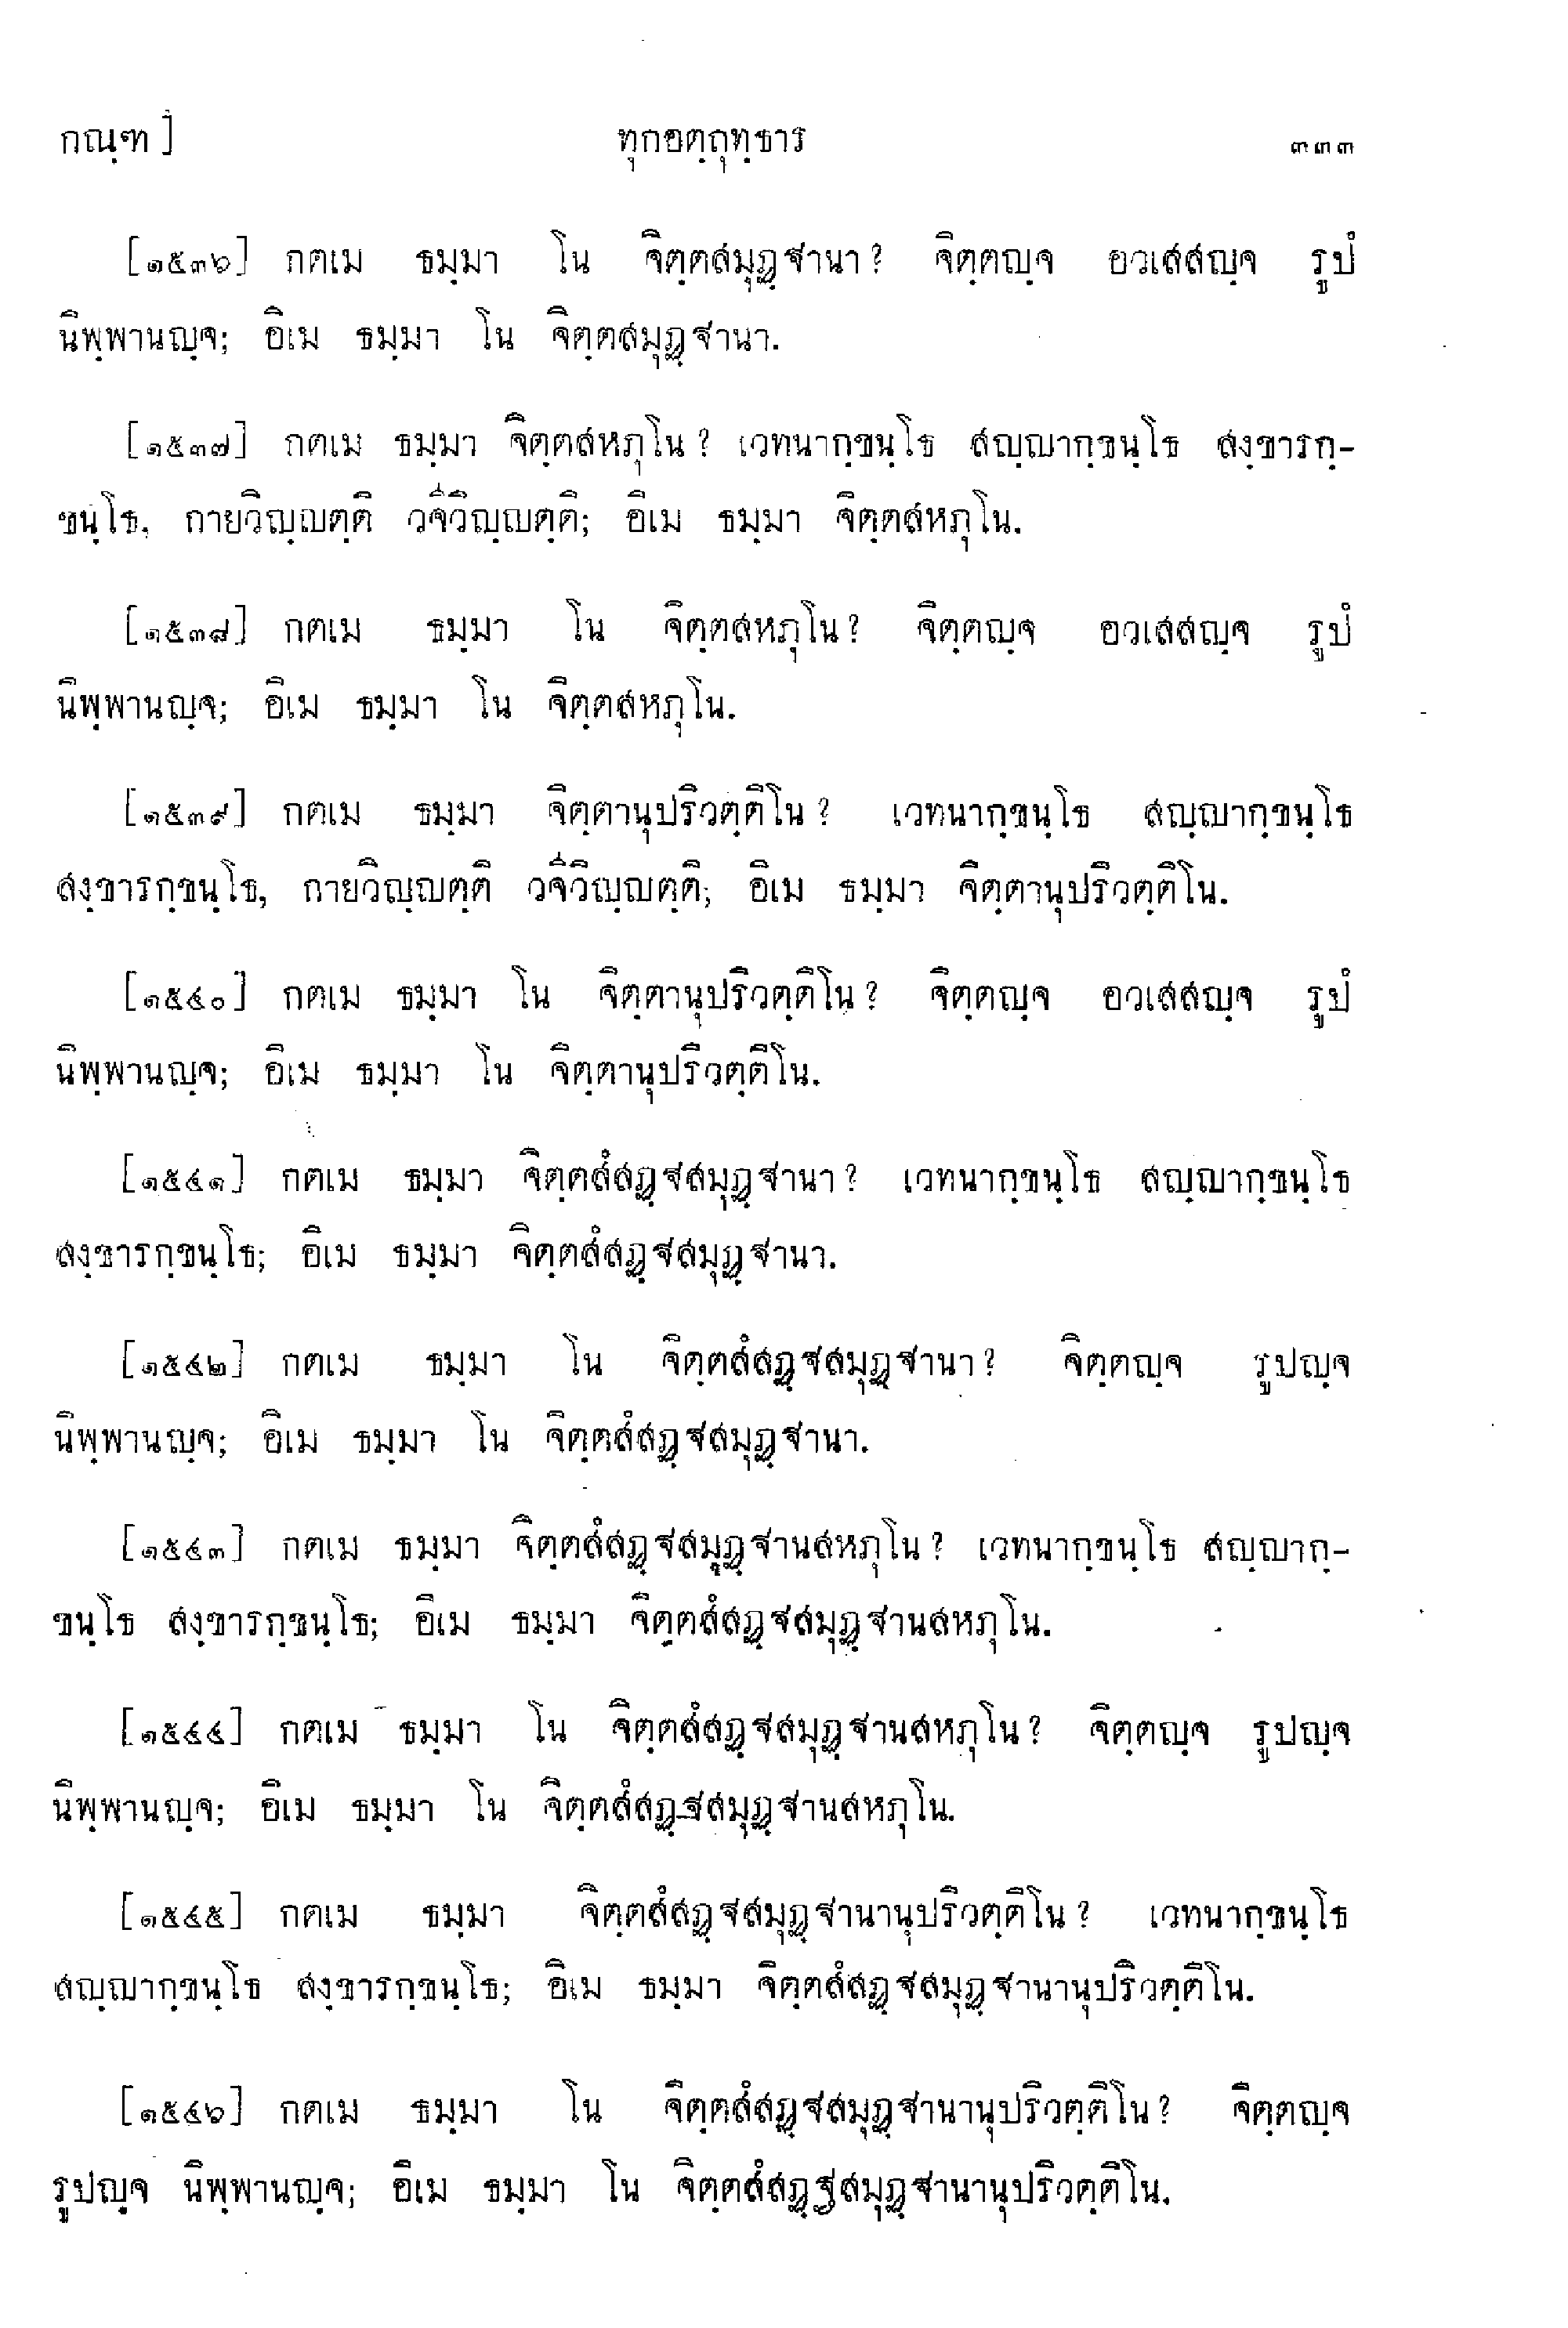 กณฺฑ ] ทุกอตฺถุทฺธาร ๓๓๓
[๑๕๓๖] กตเม ธมฺมา โน จิตฺตสมุฏฺฐานา? จิตฺตญฺจ อวเสสญฺจ รูปํ
นิพฺพานญฺจ; อิเม ธมฺมา โน จิตฺตสมุฏฺฐานา.
[๑๕๓๗] กตเม ธมฺมา จิตฺตสหภุโน? เวทนากฺขนฺโธ สญฺญากฺขนฺโธ สงฺขารกฺ-
ขนฺโธ, กายวิญฺญตฺติ วจีวิญฺญตฺติ; อิเม ธมฺมา จิตฺตสหภุโน.
[๑๕๓๘] กตเม ธมฺมา โน จิตฺตสหภุโน? จิตฺตญฺจ อวเสสญฺจ รูปํ
นิพฺพานญฺจ; อิเม ธมฺมา โน จิตฺตสหภุโน.
[๑๕๓๙] กตเม ธมฺมา จิตฺตานุปริวตฺติโน? เวทนากฺขนฺโธ สญฺญากฺขนฺโธ
สงฺขารกฺขนฺโธ, กายวิญฺญตฺติ วจีวิญฺญตฺติ; อิเม ธมฺมา จิตฺตานุปริวตฺติโน.
[๑๕๔๐] กตเม ธมฺมา โน จิตฺตานุปริวตฺติโน? จิตฺตญฺจ อวเสสญฺจ รูปํ
นิพฺพานญฺจ; อิเม ธมฺมา โน จิตฺตานุปริวตฺติโน.
[๑๕๔๑] กตเม ธมฺมา จิตฺตสํสฏฺฐสมุฏฺฐานา? เวทนากฺขนฺโธ สญฺญากฺขนฺโธ
สงฺขารกฺขนฺโธ; อิเม ธมฺมา จิตฺตสํสฏฺฐสมุฏฺฐานา.
[๑๕๔๒] กตเม ธมฺมา โน จิตฺตสํสฏฺฐสมุฏฺฐานา? จิตฺตญฺจ รูปญฺจ
นิพฺพานญฺจ; อิเม ธมฺมา โน จิตฺตสํสฏฺฐสมุฏฺฐานา.
[๑๕๔๓] กตเม ธมฺมา จิตฺตสํสฏฺฐสมุฏฺฐานสหภุโน? เวทนากฺขนฺโธ สญฺญากฺ-
ขนฺโธ สงฺขารกฺขนฺโธ; อิเม ธมฺมา จิตฺตสํสฏฺฐสมุฏฺฐานสหภุโน.
[๑๕๔๔] กตเม ธมฺมา โน จิตฺตสํสฏฺฐสมุฏฺฐานสหภุโน? จิตฺตญฺจ รูปญฺจ
นิพฺพานญฺจ; อิเม ธมฺมา โน จิตฺตสํสฏฺฐสมุฏฺฐานสหภุโน.
[๑๕๔๕] กตเม ธมฺมา จิตฺตสํสฏฺฐสมุฏฺฐานานุปริวตฺติโน? เวทนากฺขนฺโธ
สญฺญากฺขนฺโธ สงฺขารกฺขนฺโธ; อิเม ธมฺมา จิตฺตสํสฏฺฐสมุฏฺฐานานุปริวตฺติโน.
[๑๕๔๖] กตเม ธมฺมา โน จิตฺตสํสฏฺฐสมุฏฺฐานานุปริวตฺติโน? จิตฺตญฺจ
รูปญฺจ นิพฺพานญฺจ; อิเม ธมฺมา โน จิตฺตสํสฏฺฐสมุฏฺฐานานุปริวตฺติโน.